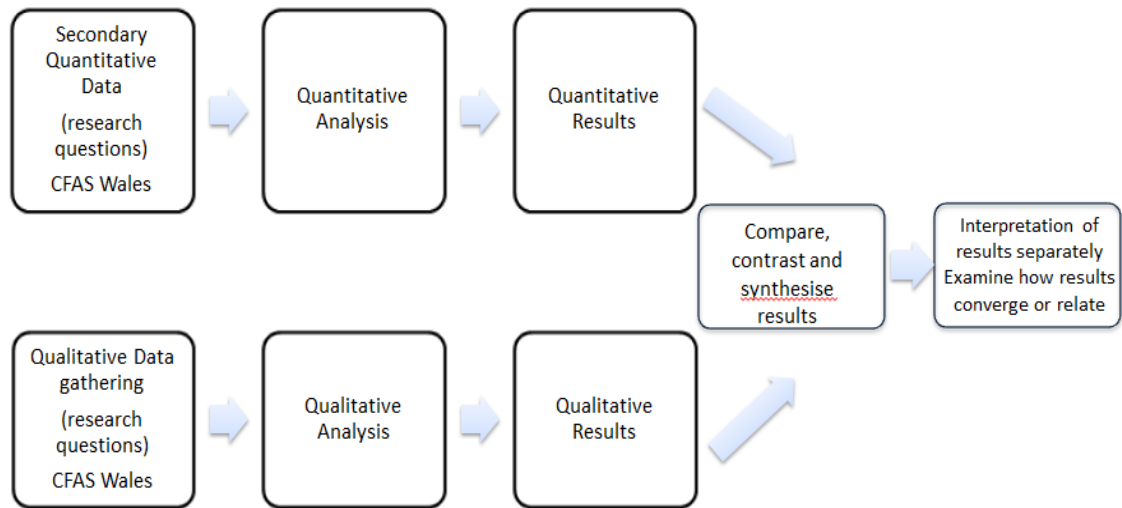 Secondary
Quantitative
Data
(research
questions)
CFAS Wales
Quantitative
Analysis
Quantitative
Results
Compare,
contrast and
synthesise
results
Interpretation of
results separately
Examine how results
converge or relate
Qualitative Data
gathering
(research
questions)
CFAS Wales
Qualitative
Analysis
Qualitative
Results